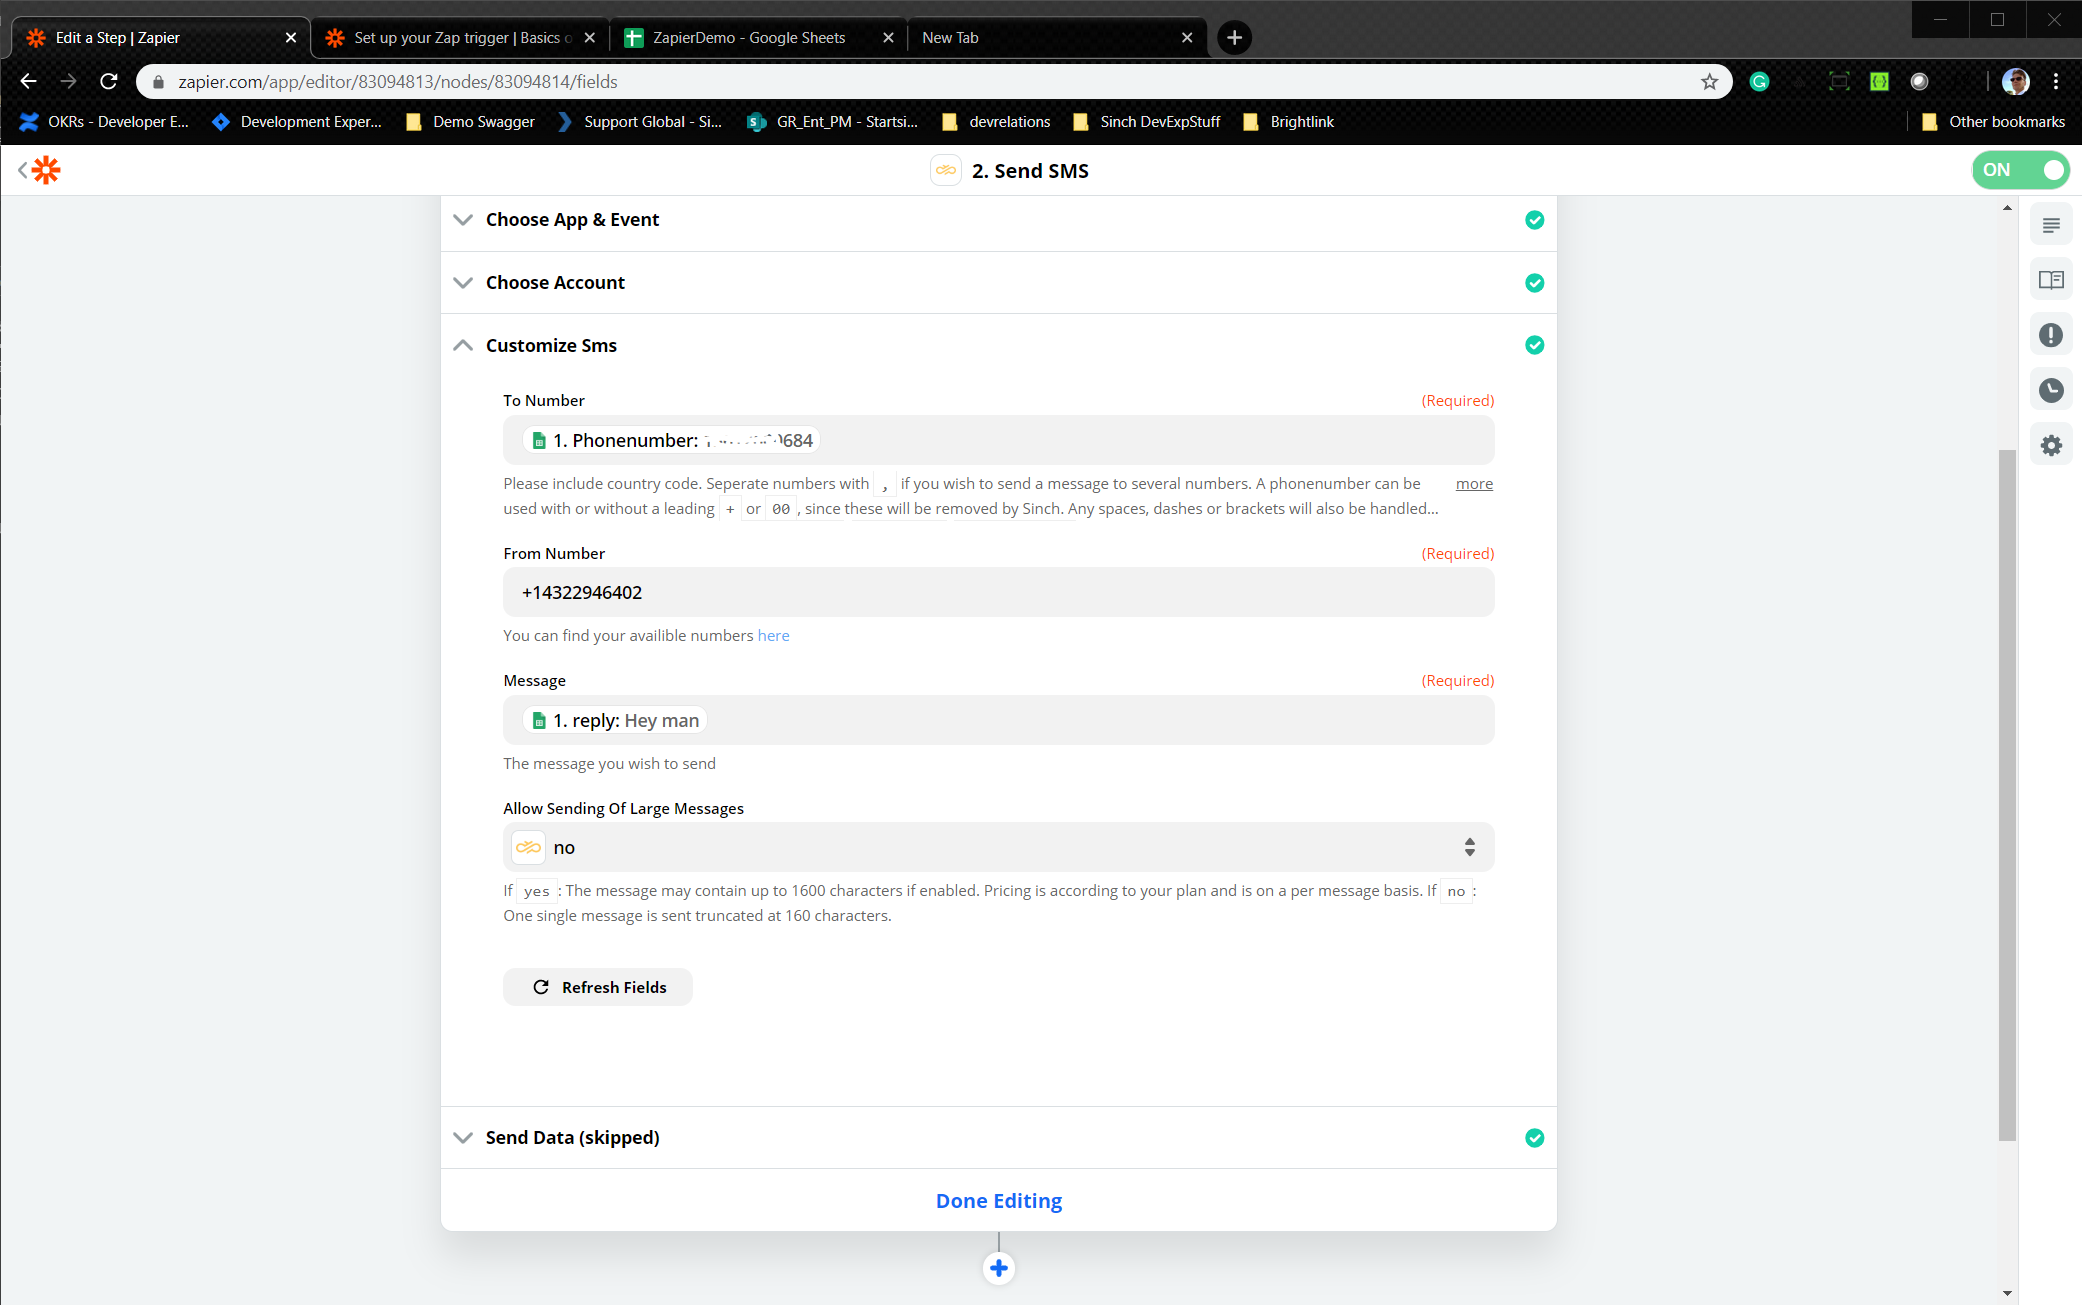 Edit a Step | Zapier
Set up your Zap trigger | Basics o
ZapierDemo - Google Sheets
New Tab
zapier.com/app/editor/83094813/nodes/83094814/fields
OKRs - Developer E...
Development Exper...
Demo Swagger
Support Global - Si...
GR_Ent_PM - Startsi...
devrelations
Sinch DevExpStuff
Brightlink
Other bookmarks
2. Send SMS
ON
Choose App & Event
Choose Account
Customize Sms
To Number
(Required)
1. Phonenumber: 684
Please include country code. Seperate numbers with , if you wish to send a message to several numbers. A phonenumber can be
more
used with or without a leading + or 00 , since these will be removed by Sinch. Any spaces, dashes or brackets will also be handled...
From Number
(Required)
+14322946402
You can find your availible numbers here
Message
(Required)
1. reply: Hey man
The message you wish to send
Allow Sending Of Large Messages
no
If yes : The message may contain up to 1600 characters if enabled. Pricing is according to your plan and is on a per message basis. If no :
One single message is sent truncated at 160 characters.
Refresh Fields
Send Data (skipped)
Done Editing